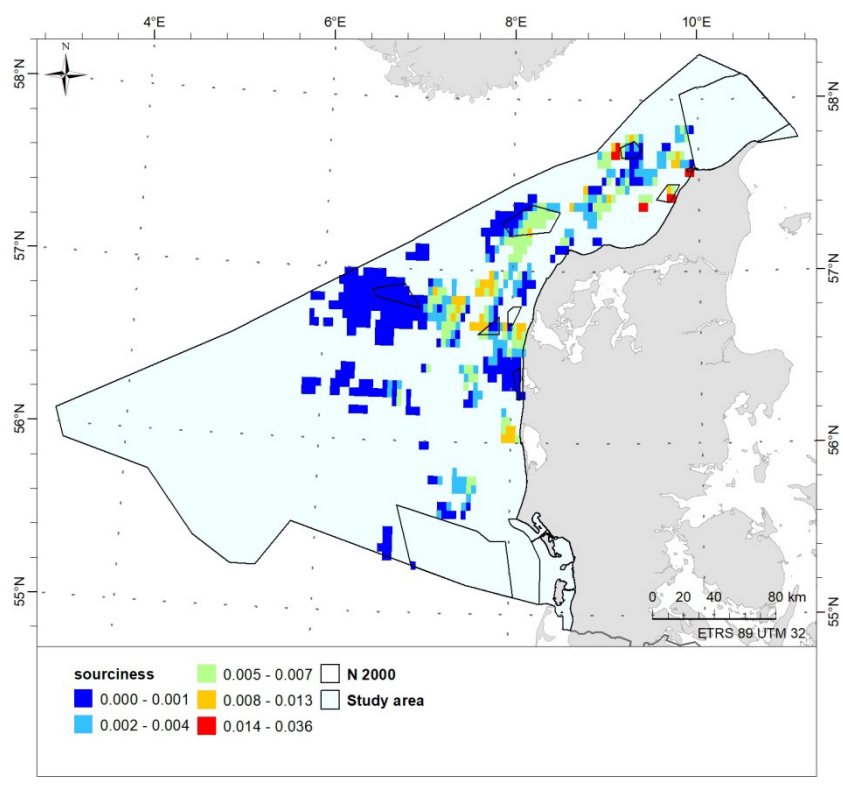 4°E 6°E 8°E 10°E
N
58°N 58°N
57°N 57°N
56°N 56°N
55°N 55°N
0 20 40 80 km
ETRS 89 UTM 32
sourciness
0.000 - 0.001
0.002 - 0.004
0.005 - 0.007
0.008 - 0.013
0.014 - 0.036
N 2000
Study area